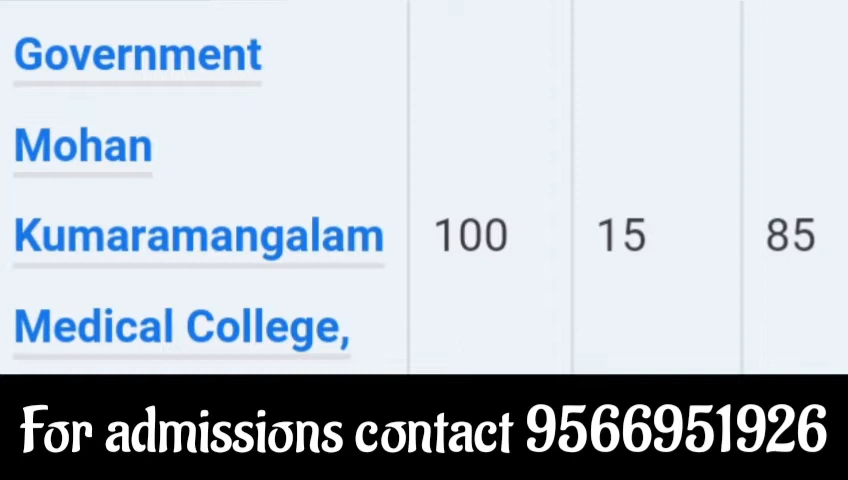 Government
Mohan
Kumaramangalam 100 15 85
Medical College,
For admissions contact 9566951926